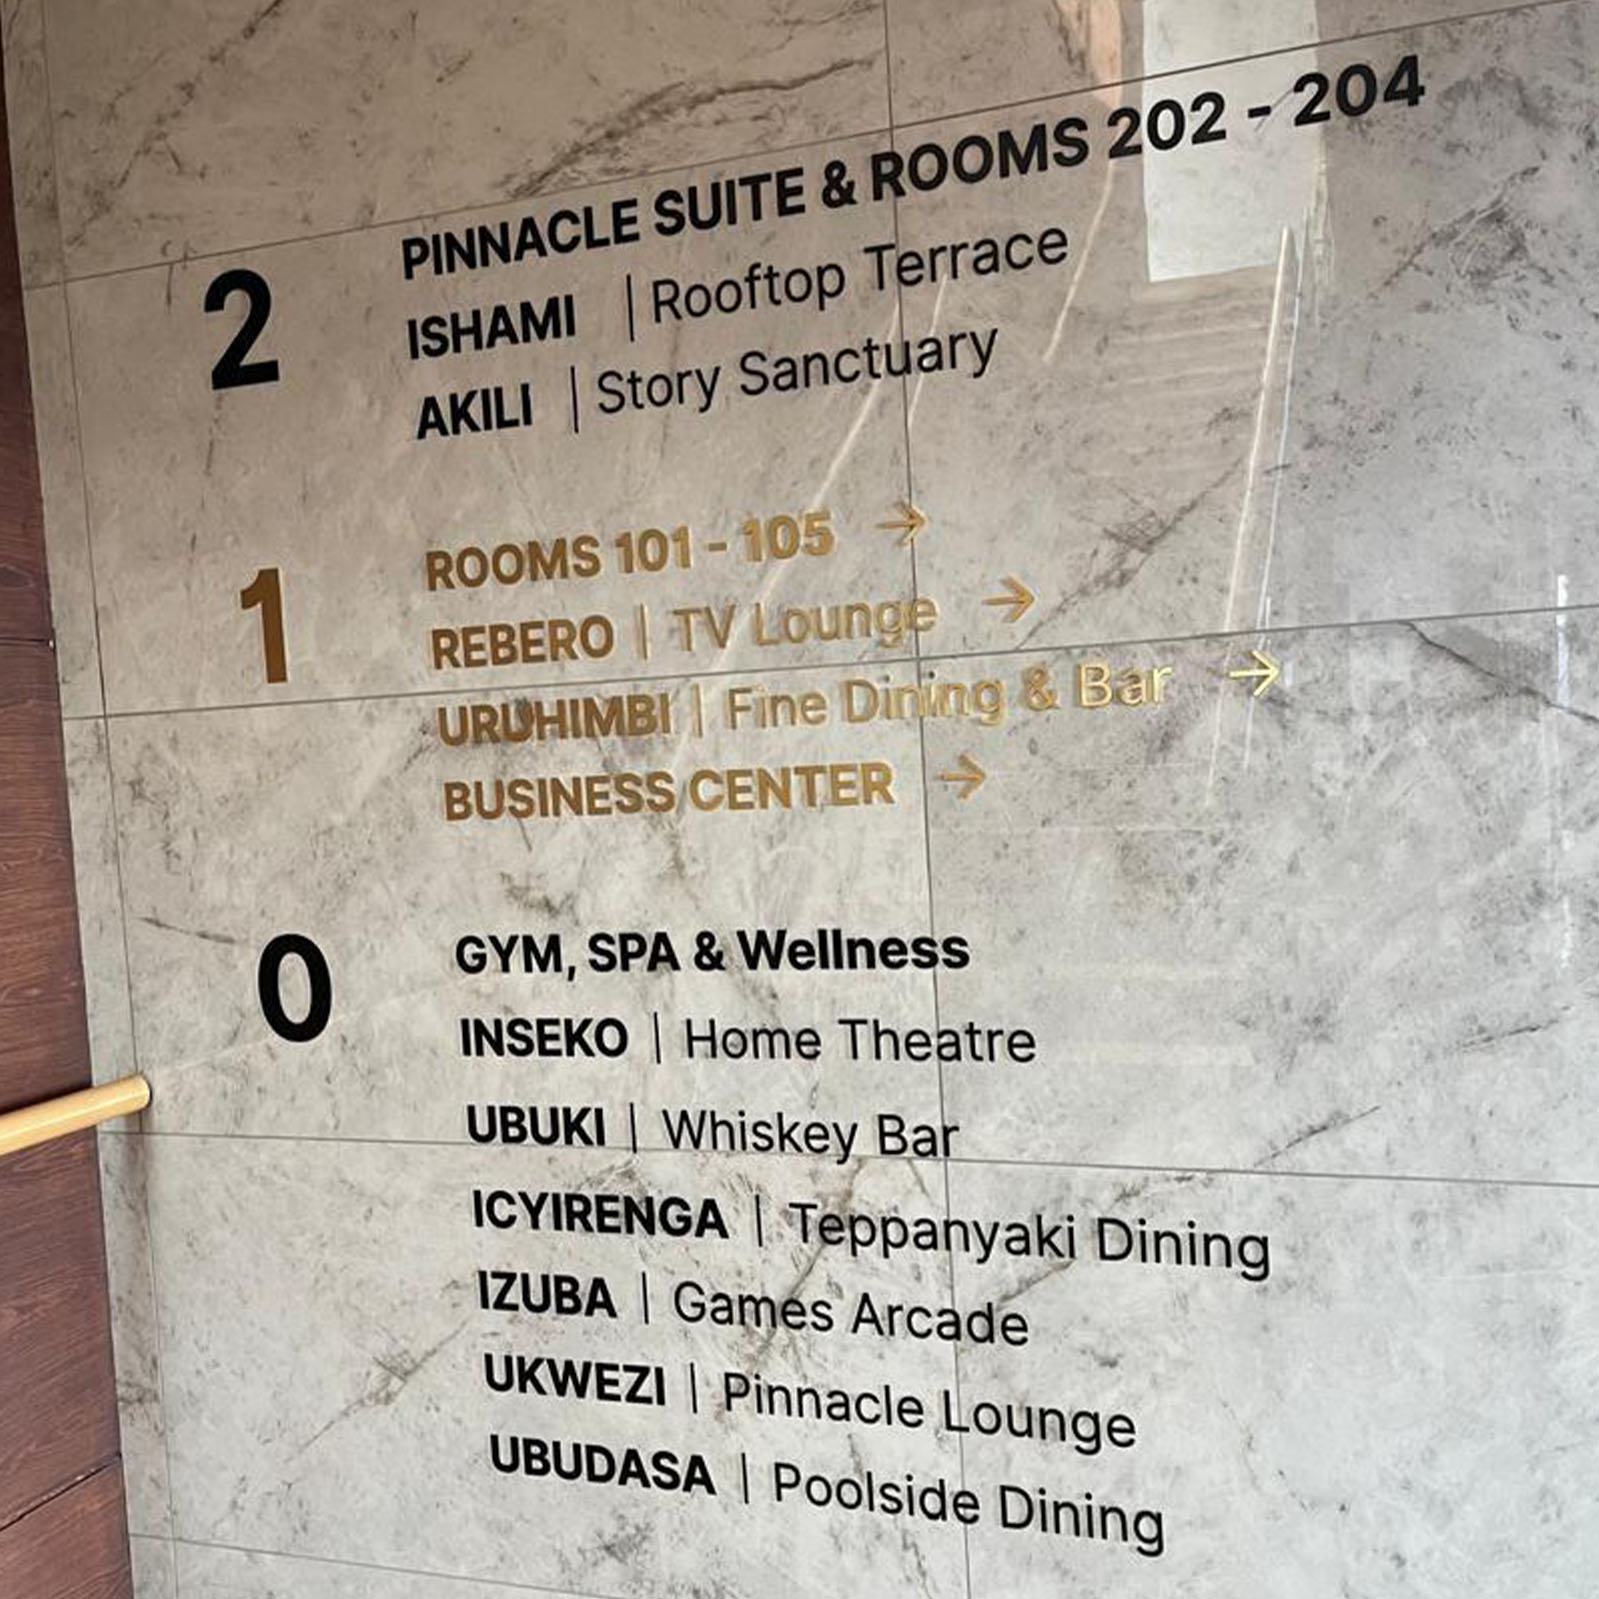 2
PINNACLE SUITE & ROOMS 202 - 204
ISHAMI | Rooftop Terrace
AKILI | Story Sanctuary
1
ROOMS 101 - 105 →
REBERO | TV Lounge →
URUHIMBI | Fine Dining & Bar →
BUSINESS CENTER →
0
GYM, SPA & Wellness
INSEKO | Home Theatre
UBUKI | Whiskey Bar
ICYIRENGA | Teppanyaki Dining
IZUBA | Games Arcade
UKWEZI | Pinnacle Lounge
UBUDASA | Poolside Dining